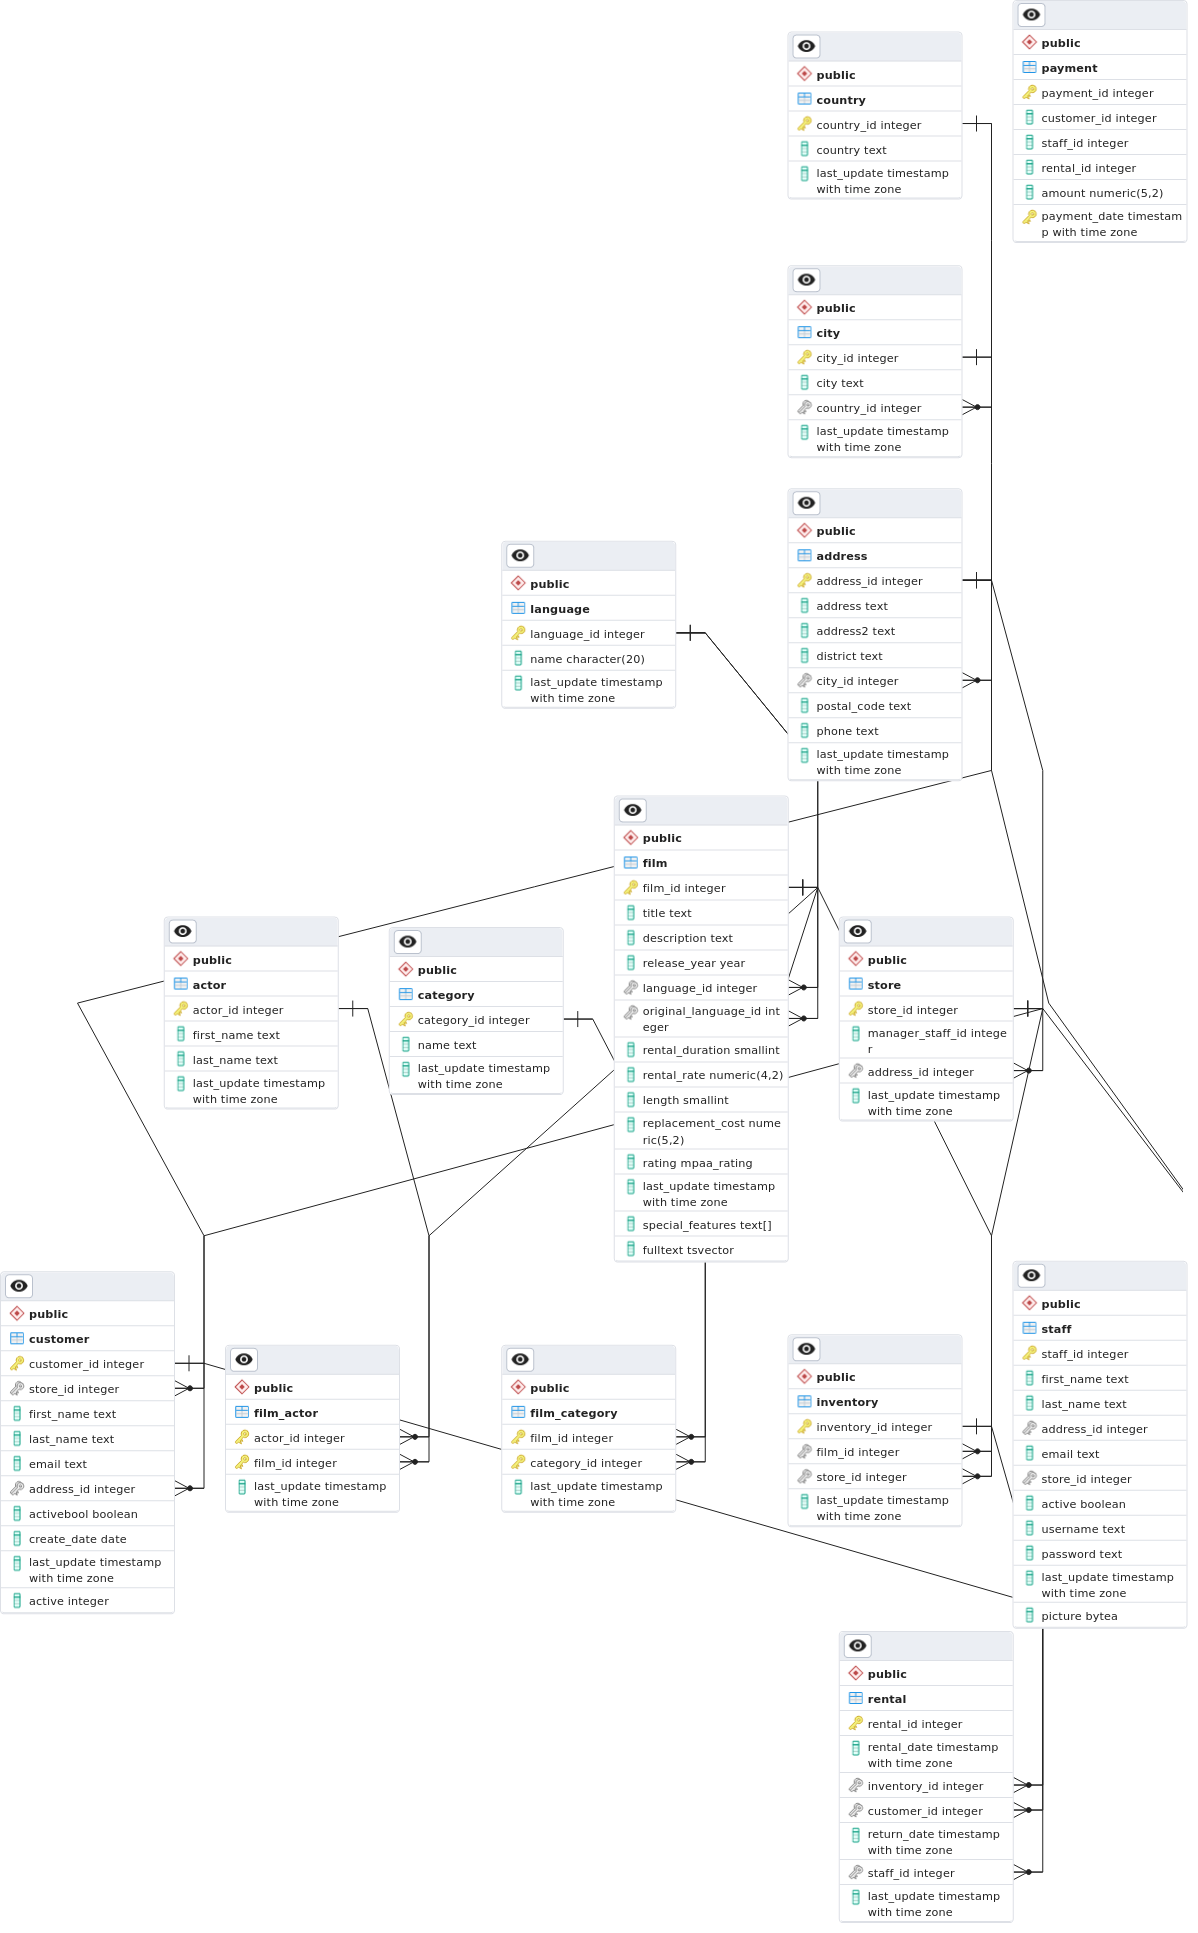 public
payment
payment_id integer
customer_id integer
staff_id integer
rental_id integer
amount numeric(5,2)
payment_date timestam
p with time zone
public
country
country_id integer
country text
last_update timestamp
with time zone
public
city
city_id integer
city text
country_id integer
last_update timestamp
with time zone
public
address
address_id integer
address text
address2 text
district text
city_id integer
postal_code text
phone text
last_update timestamp
with time zone
public
language
language_id integer
name character(20)
last_update timestamp
with time zone
public
film
film_id integer
title text
description text
release_year year
language_id integer
original_language_id int
eger
rental_duration smallint
rental_rate numeric(4,2)
length smallint
replacement_cost nume
ric(5,2)
rating mpaa_rating
last_update timestamp
with time zone
special_features text[]
fulltext tsvector
public
actor
actor_id integer
first_name text
last_name text
last_update timestamp
with time zone
public
category
category_id integer
name text
last_update timestamp
with time zone
public
store
store_id integer
manager_staff_id intege
r
address_id integer
last_update timestamp
with time zone
public
customer
customer_id integer
store_id integer
first_name text
last_name text
email text
address_id integer
activebool boolean
create_date date
last_update timestamp
with time zone
active integer
public
film_actor
actor_id integer
film_id integer
last_update timestamp
with time zone
public
film_category
film_id integer
category_id integer
last_update timestamp
with time zone
public
inventory
inventory_id integer
film_id integer
store_id integer
last_update timestamp
with time zone
public
staff
staff_id integer
first_name text
last_name text
address_id integer
email text
store_id integer
active boolean
username text
password text
last_update timestamp
with time zone
picture bytea
public
rental
rental_id integer
rental_date timestamp
with time zone
inventory_id integer
customer_id integer
return_date timestamp
with time zone
staff_id integer
last_update timestamp
with time zone